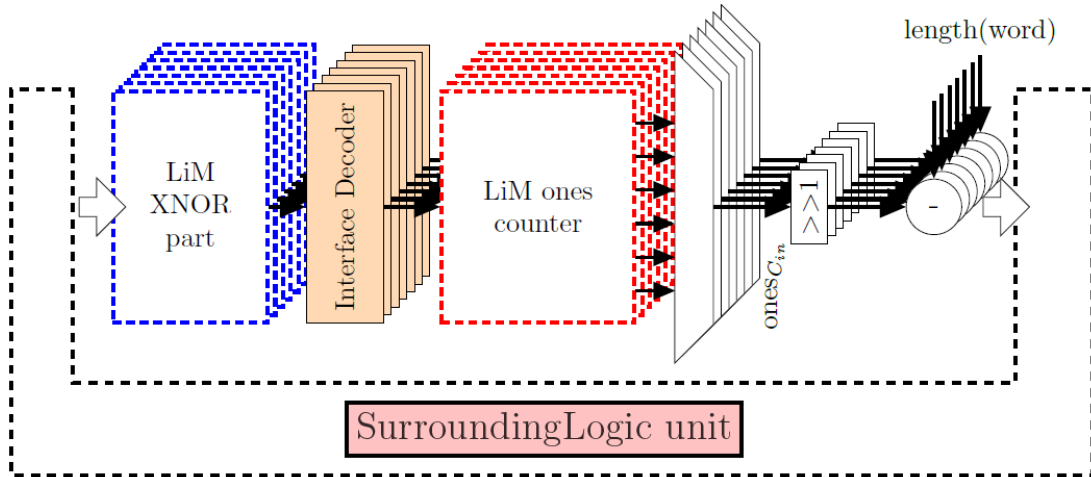 length(word)
LiM
XNOR
part
Interface Decoder
LiM ones
counter
ones_{C_{in}}
>>1
-
SurroundingLogic unit